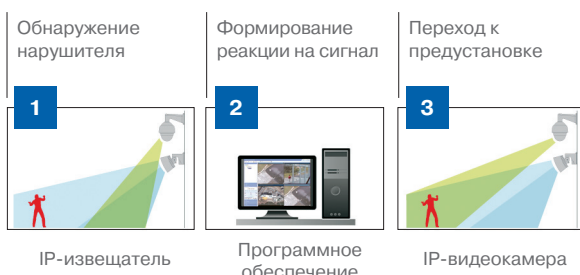 Обнаружение
нарушителя
Формирование
реакции на сигнал
Переход к
предустановке
1
2
3
IP-извещатель
Программное
обеспечение
IP-видеокамера